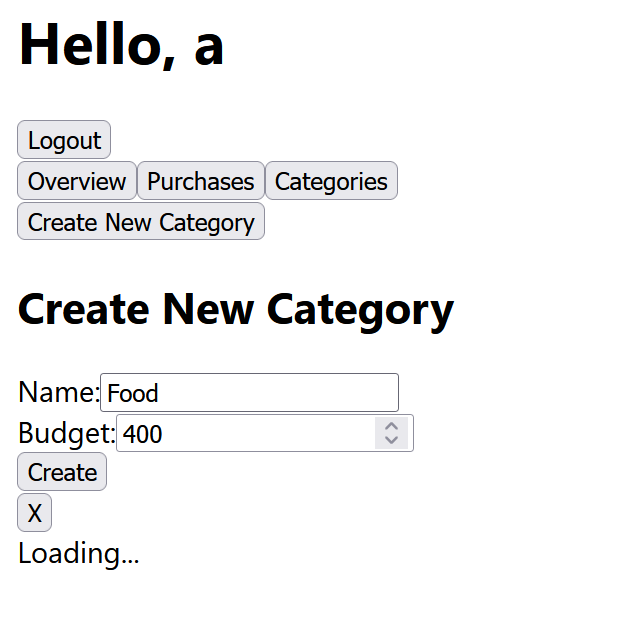 Hello, a
Logout
Overview Purchases Categories
Create New Category
Create New Category
Name: Food
Budget: 400
Create
X
Loading...